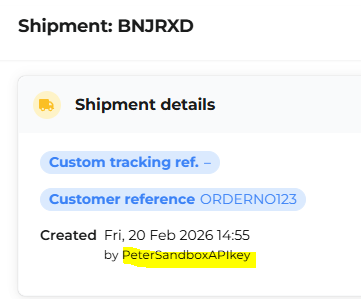 Shipment: BNJRXD
Shipment details
Custom tracking ref. –
Customer reference ORDERNO123
Created Fri, 20 Feb 2026 14:55
by PeterSandboxAPIkey